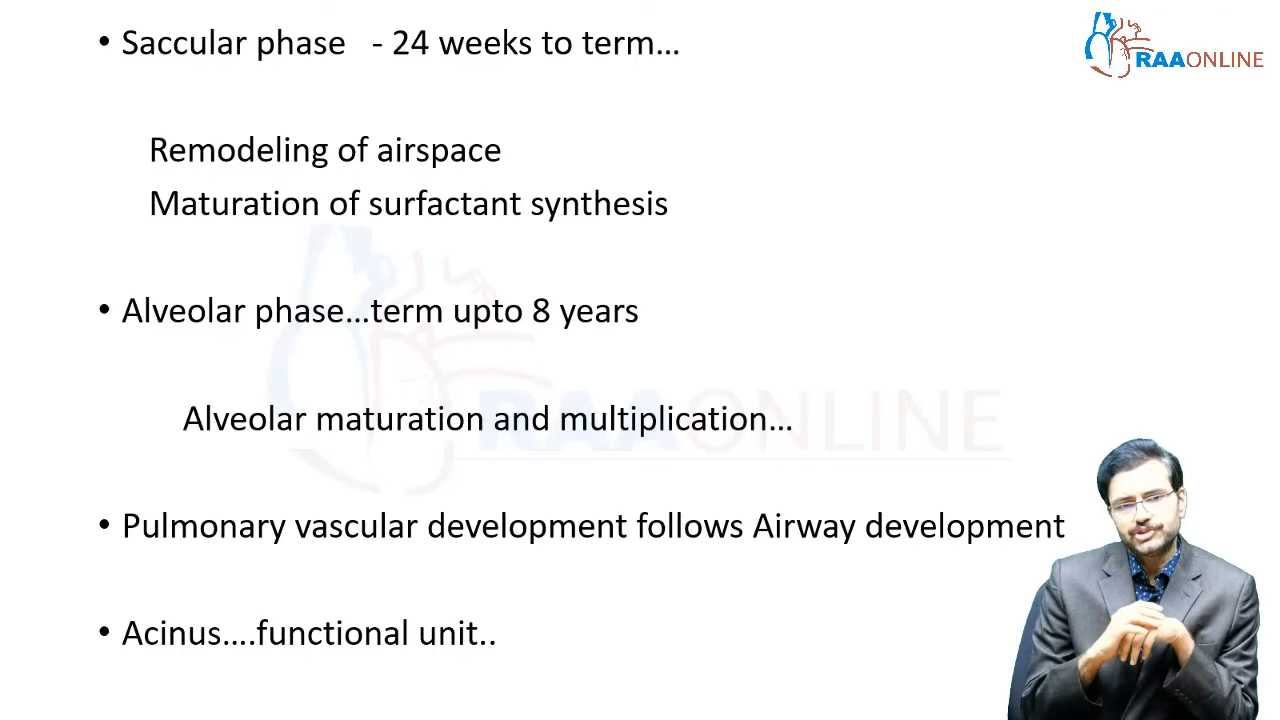 • Saccular phase - 24 weeks to term...
RAAONLINE
Remodeling of airspace
Maturation of surfactant synthesis
• Alveolar phase...term upto 8 years
RAAONLINE
Alveolar maturation and multiplication...
• Pulmonary vascular development follows Airway development
• Acinus....functional unit..